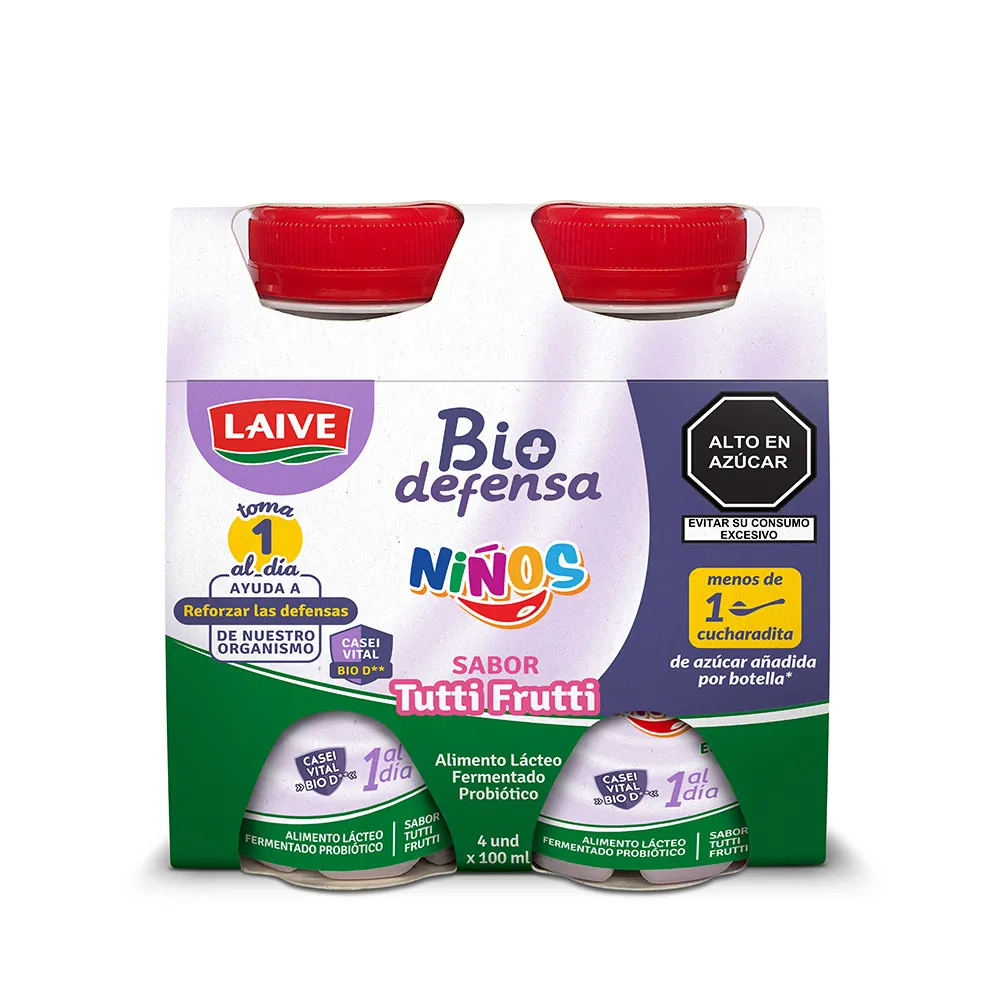 LAIVE
Bio+
defensa
NIÑOS
SABOR
Tutti Frutti
toma
1
al día
AYUDA A
Reforzar las defensas
DE NUESTRO
ORGANISMO
CASEI
VITAL
BIO D**
ALTO EN
AZÚCAR
EVITAR SU CONSUMO
EXCESIVO
menos de
1
cucharadita
de azúcar añadida
por botella*
Alimento Lácteo
Fermentado
Probiótico
4 und
x 100 ml
CASEI
VITAL
»BIO D**«
1 al
día
ALIMENTO LÁCTEO
FERMENTADO PROBIÓTICO
SABOR
TUTTI
FRUTTI
NIÑOS
CASEI
VITAL
»BIO D**«
1 al
día
ALIMENTO LÁCTEO
FERMENTADO PROBIÓTICO
SABOR
TUTTI
FRUTTI